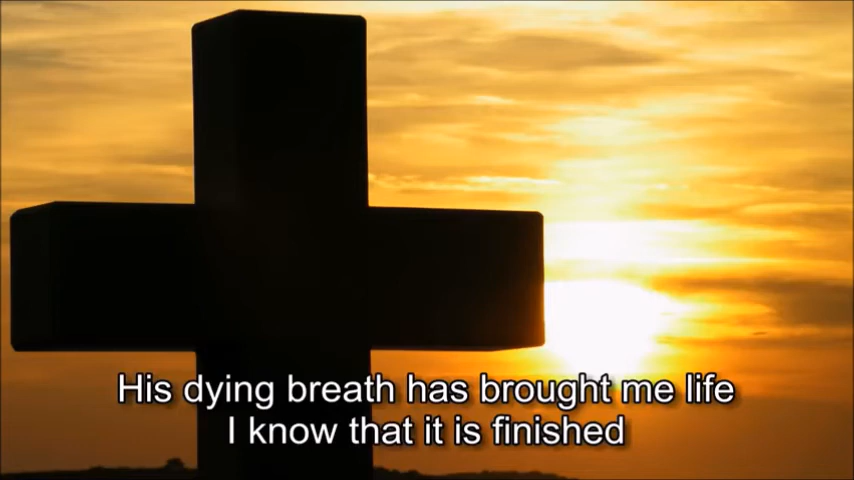 His dying breath has brought me life
I know that it is finished